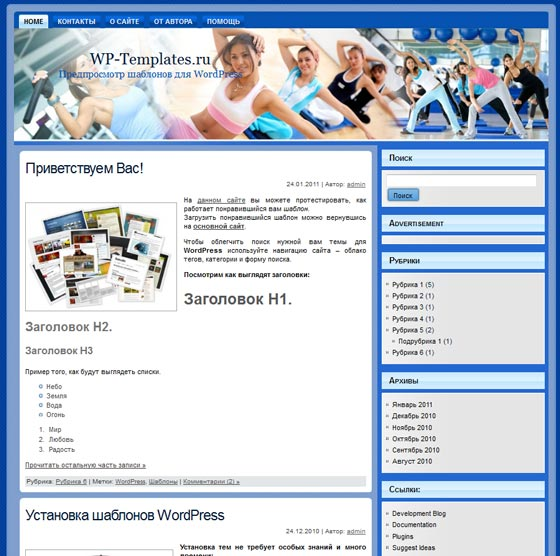 HOME КОНТАКТЫ О САЙТЕ ОТ АВТОРА ПОМОЩЬ
WP-Templates.ru
Предпросмотр шаблонов для WordPress
Приветствуем Вас!
24.01.2011 | Автор: admin
На данном сайте вы можете протестировать, как
работает понравившийся вам шаблон.
Загрузить понравившийся шаблон можно вернувшись
на основной сайт.
Чтобы облегчить поиск нужной вам темы для
WordPress используйте навигацию сайта – облако
тегов, категории и форму поиска.
Посмотрим как выглядят заголовки:
Заголовок H1.
Заголовок H2.
Заголовок H3
Пример того, как будут выглядеть списки.
Небо
Земля
Вода
Огонь
1. Мир
2. Любовь
3. Радость
Прочитать остальную часть записи »
Рубрика: Рубрика 6 | Метки: WordPress, Шаблоны | Комментарии (2) »
Установка шаблонов WordPress
24.12.2010 | Автор: admin
Установка тем не требует особых знаний и много
Поиск
Поиск
Advertisement
Рубрики
Рубрика 1 (5)
Рубрика 2 (1)
Рубрика 3 (1)
Рубрика 4 (1)
Рубрика 5 (2)
Подрубрика 1 (1)
Рубрика 6 (1)
Архивы
Январь 2011
Декабрь 2010
Ноябрь 2010
Октябрь 2010
Сентябрь 2010
Август 2010
Ссылки:
Development Blog
Documentation
Plugins
Suggest Ideas